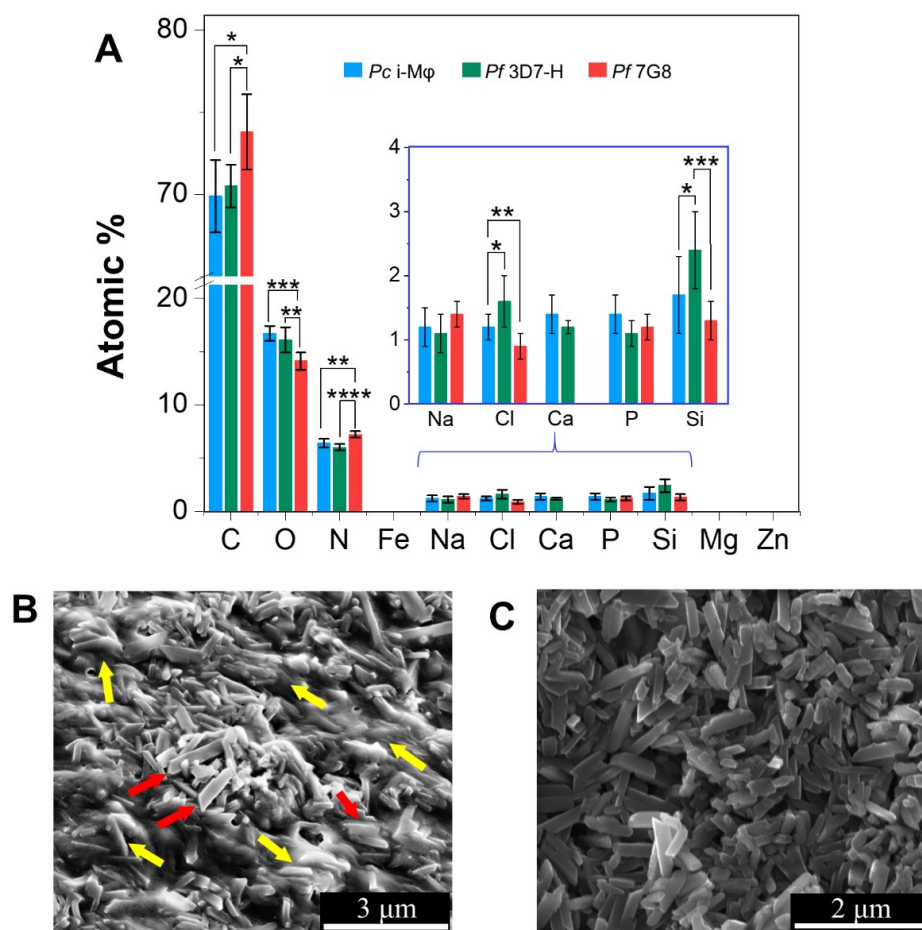 A
80
70
20
10
0
Atomic %
Pc i-Mφ
Pf 3D7-H
Pf 7G8
*
*
***
**
**
****
4
3
2
1
0
**
*
***
*
Na Cl Ca P Si
C O N Fe Na Cl Ca P Si Mg Zn
B
3 μm
C
2 μm